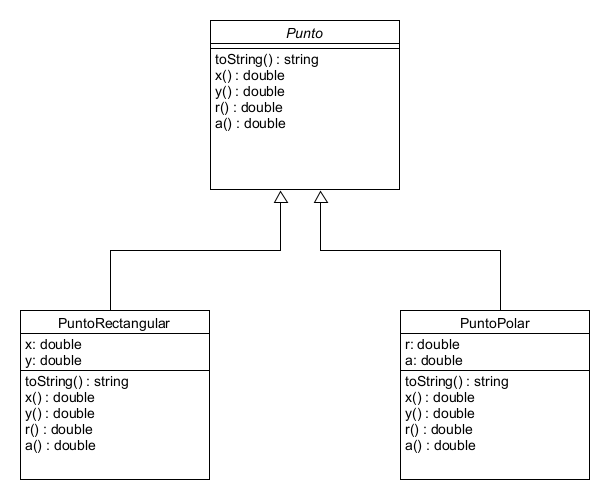 Punto
toString() : string
x() : double
y() : double
r() : double
a() : double
PuntoRectangular
x: double
y: double
toString() : string
x() : double
y() : double
r() : double
a() : double
PuntoPolar
r: double
a: double
toString() : string
x() : double
y() : double
r() : double
a() : double